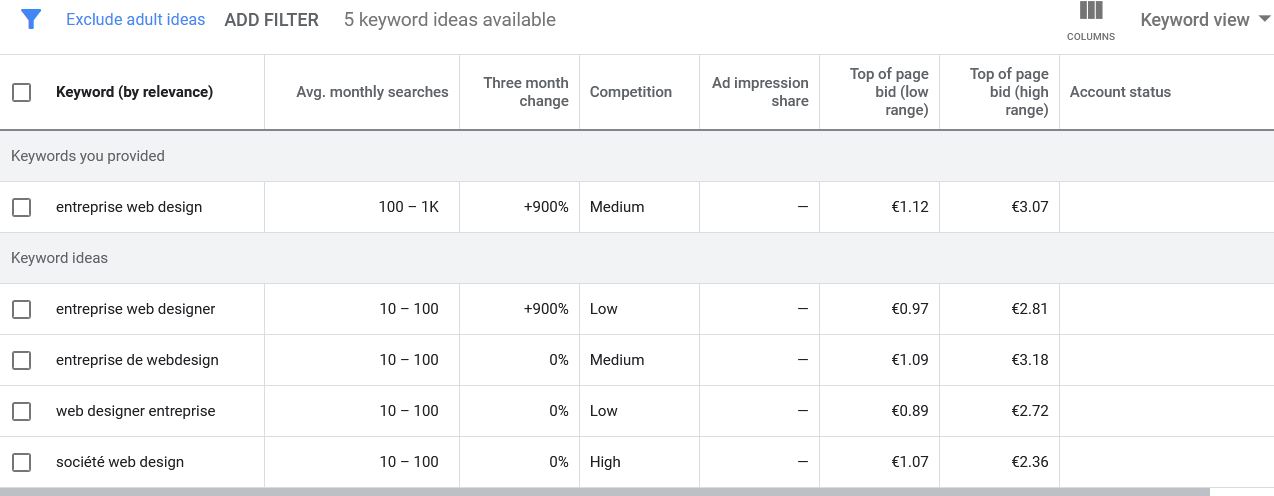 Exclude adult ideas ADD FILTER 5 keyword ideas available COLUMNS Keyword view
Keyword (by relevance) Avg. monthly searches Three month change Competition Ad impression share Top of page bid (low range) Top of page bid (high range) Account status
Keywords you provided
entreprise web design 100 – 1K +900% Medium — €1.12 €3.07
Keyword ideas
entreprise web designer 10 – 100 +900% Low — €0.97 €2.81
entreprise de webdesign 10 – 100 0% Medium — €1.09 €3.18
web designer entreprise 10 – 100 0% Low — €0.89 €2.72
société web design 10 – 100 0% High — €1.07 €2.36